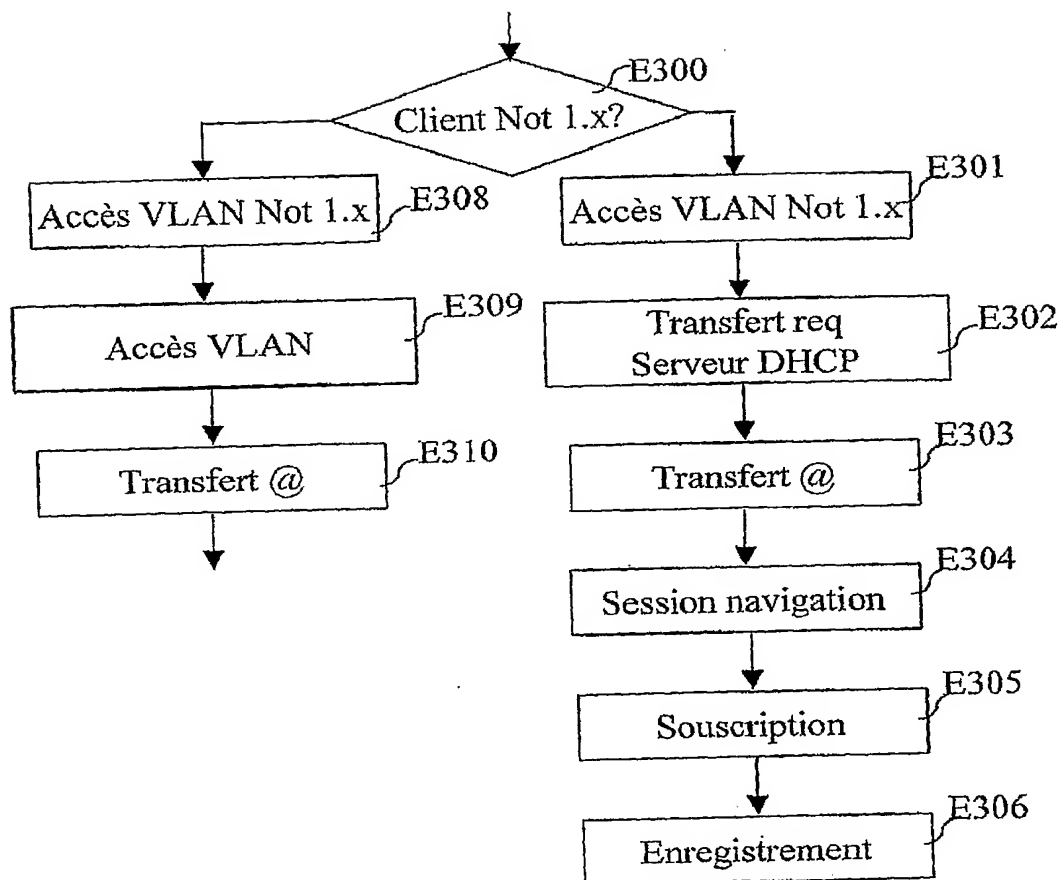 E300
Client Not 1.x?
E308
Accès VLAN Not 1.x
E301
Accès VLAN Not 1.x
E309
Accès VLAN
E302
Transfert req
Serveur DHCP
E310
Transfert @
E303
Transfert @
E304
Session navigation
E305
Souscription
E306
Enregistrement